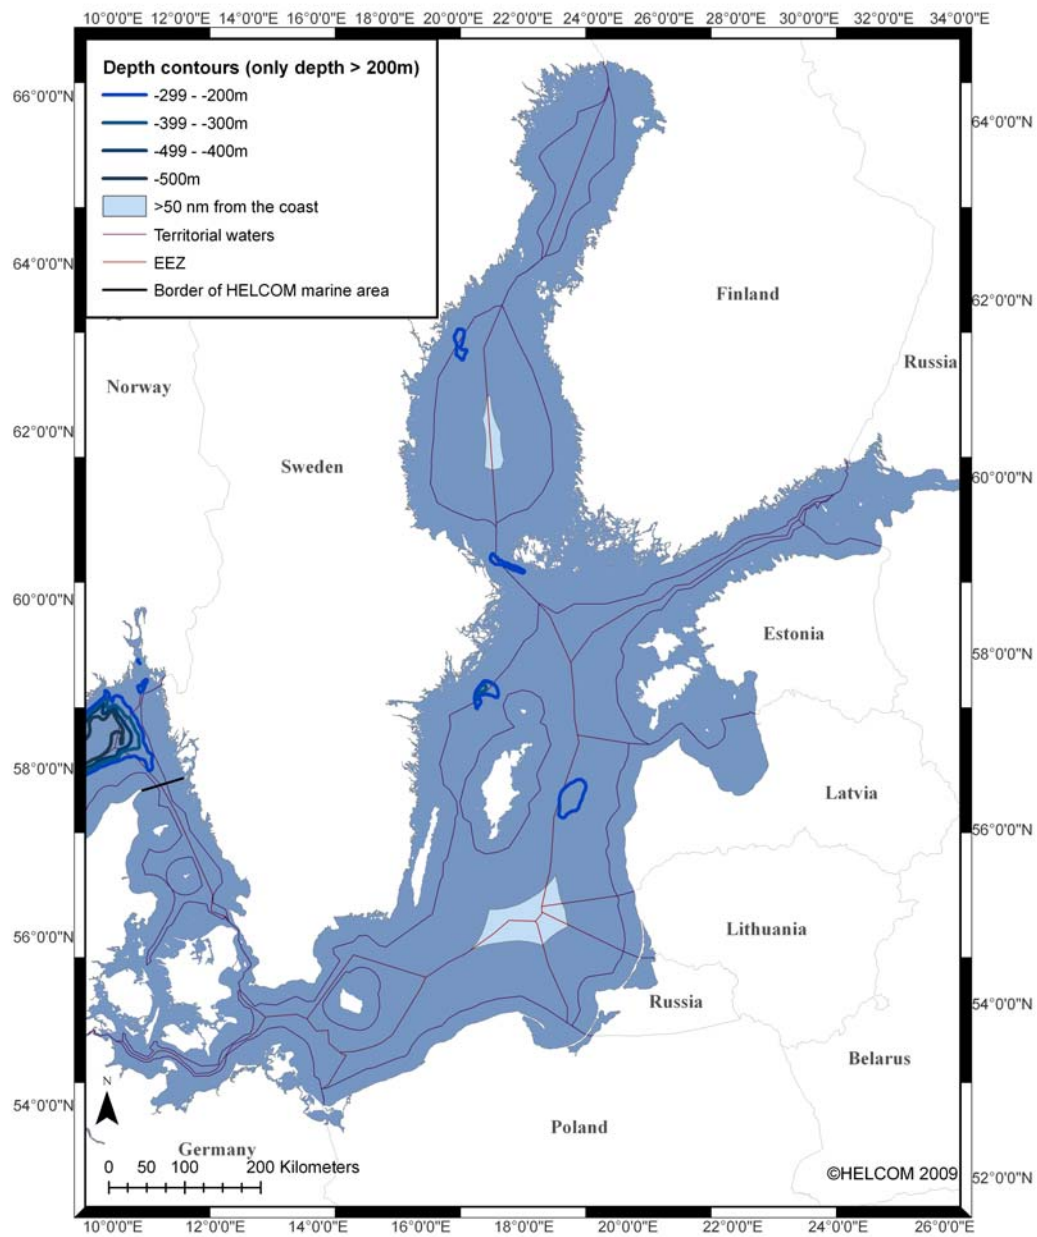 10°0'0"E 12°0'0"E 14°0'0"E 16°0'0"E 18°0'0"E 20°0'0"E 22°0'0"E 24°0'0"E 26°0'0"E 28°0'0"E 30°0'0"E 32°0'0"E 34°0'0"E
Depth contours (only depth > 200m)
-299 - -200m
-399 - -300m
-499 - -400m
-500m
>50 nm from the coast
Territorial waters
EEZ
Border of HELCOM marine area
66°0'0"N
64°0'0"N
64°0'0"N
Finland
62°0'0"N
Russia
Norway
62°0'0"N
Sweden
60°0'0"N
60°0'0"N
Estonia
58°0'0"N
58°0'0"N
Latvia
56°0'0"N
Lithuania
56°0'0"N
Russia
54°0'0"N
Belarus
N
54°0'0"N
Poland
Germany
0 50 100 200 Kilometers
©HELCOM 2009
52°0'0"N
10°0'0"E 12°0'0"E 14°0'0"E 16°0'0"E 18°0'0"E 20°0'0"E 22°0'0"E 24°0'0"E 26°0'0"E